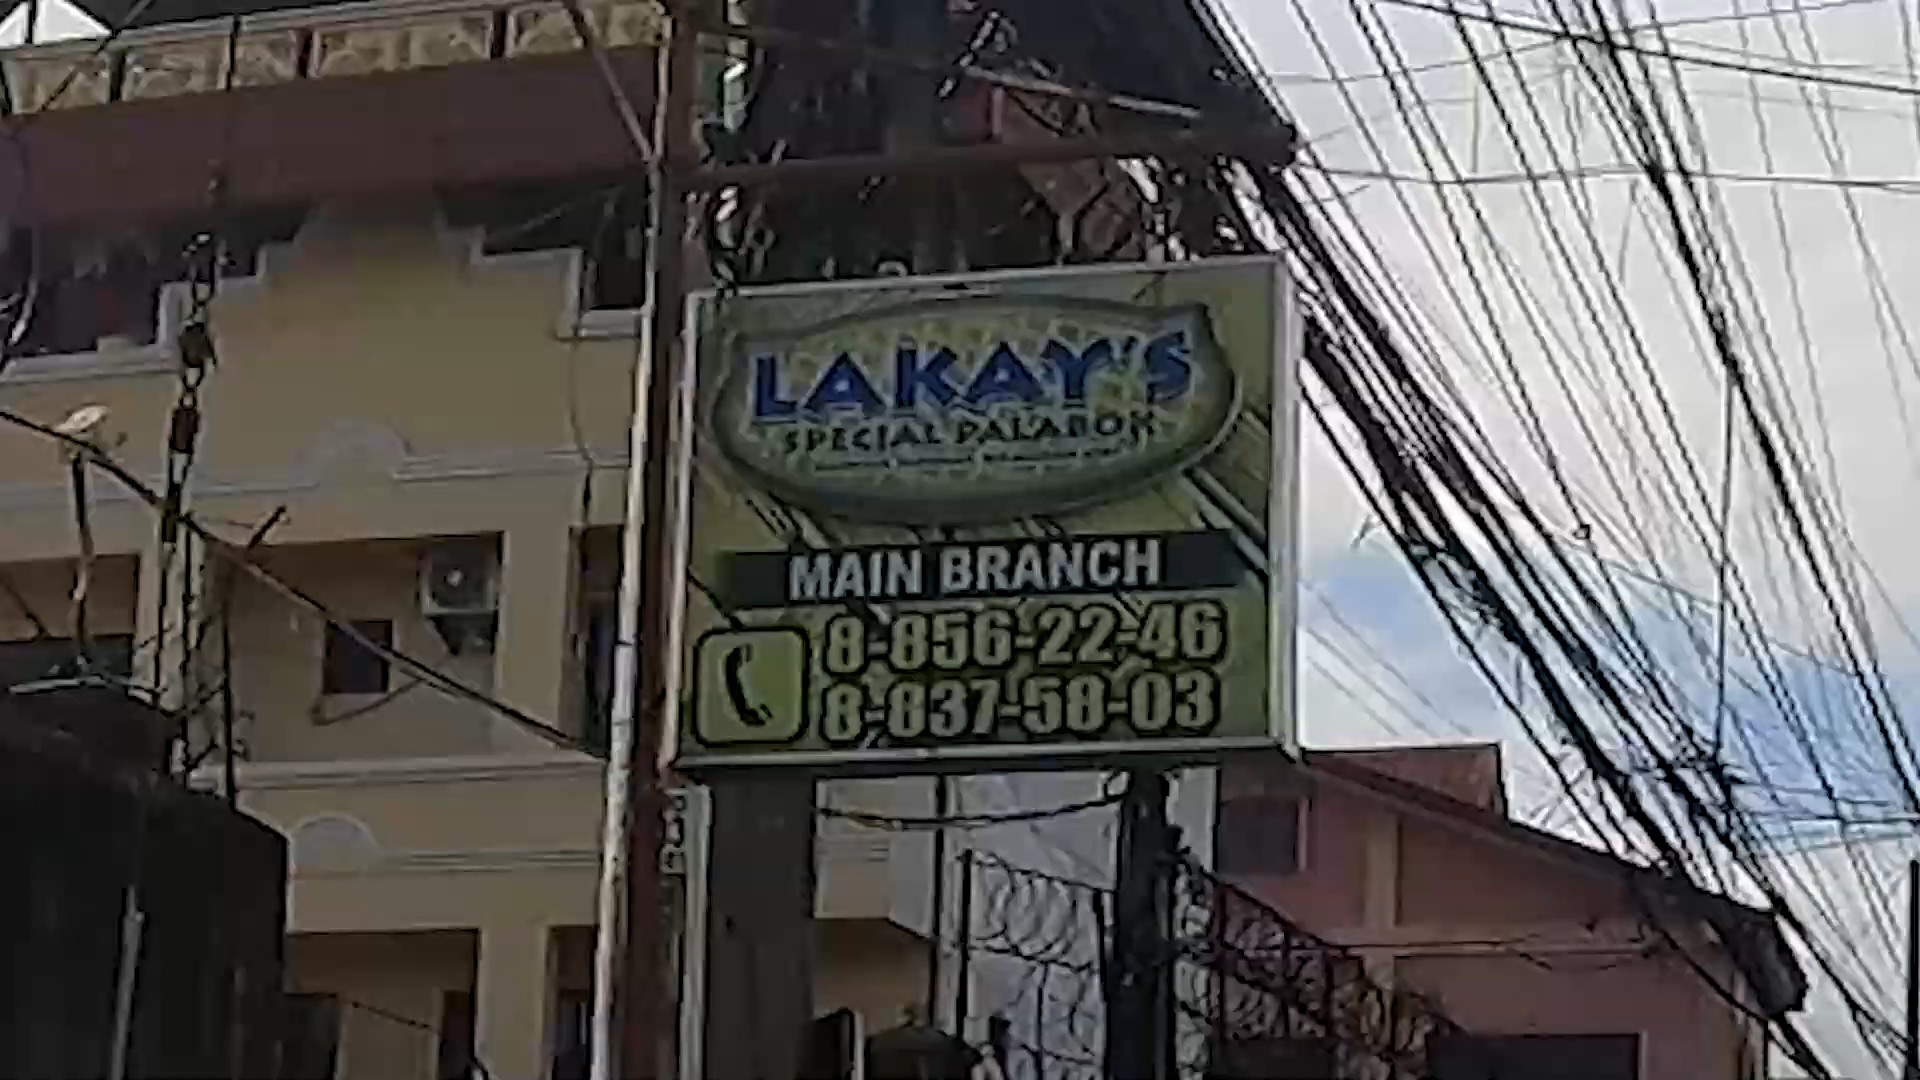 LAKAY'S
SPECIAL PALABOK
MAIN BRANCH
8-856-22-46
8-837-58-03